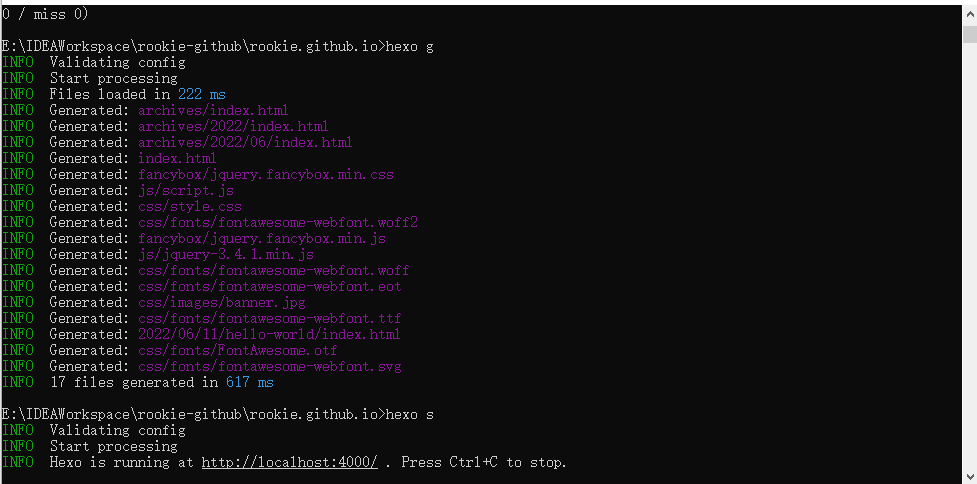 0 / miss 0)
E:\IDEAWorkspace\rookie-github\rookie.github.io>hexo g
INFO  Validating config
INFO  Start processing
INFO  Files loaded in 222 ms
INFO  Generated: archives/index.html
INFO  Generated: archives/2022/index.html
INFO  Generated: archives/2022/06/index.html
INFO  Generated: index.html
INFO  Generated: fancybox/jquery.fancybox.min.css
INFO  Generated: js/script.js
INFO  Generated: css/style.css
INFO  Generated: css/fonts/fontawesome-webfont.woff2
INFO  Generated: fancybox/jquery.fancybox.min.js
INFO  Generated: js/jquery-3.4.1.min.js
INFO  Generated: css/fonts/fontawesome-webfont.woff
INFO  Generated: css/fonts/fontawesome-webfont.eot
INFO  Generated: css/images/banner.jpg
INFO  Generated: css/fonts/fontawesome-webfont.ttf
INFO  Generated: 2022/06/11/hello-world/index.html
INFO  Generated: css/fonts/FontAwesome.otf
INFO  Generated: css/fonts/fontawesome-webfont.svg
INFO  17 files generated in 617 ms
E:\IDEAWorkspace\rookie-github\rookie.github.io>hexo s
INFO  Validating config
INFO  Start processing
INFO  Hexo is running at http://localhost:4000/ . Press Ctrl+C to stop.